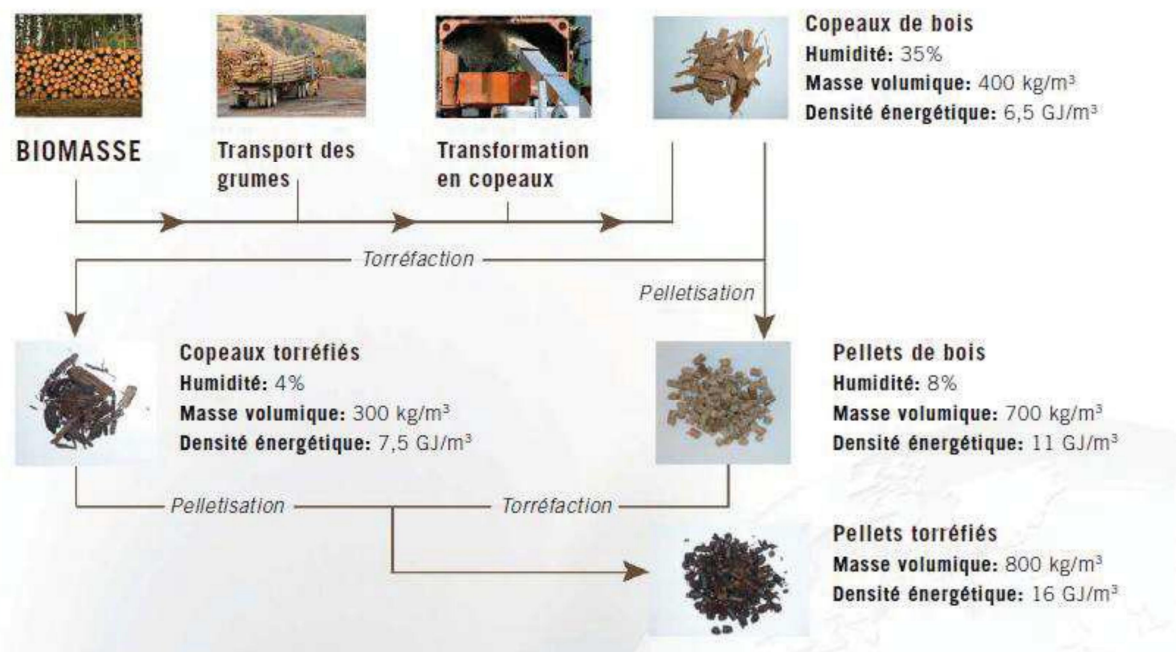 Copeaux de bois
Humidité: 35%
Masse volumique: 400 kg/m³
Densité énergétique: 6,5 GJ/m³
BIOMASSE
Transport des
grumes
Transformation
en copeaux
Torréfaction
Pelletisation
Copeaux torréfiés
Humidité: 4%
Masse volumique: 300 kg/m³
Densité énergétique: 7,5 GJ/m³
Pellets de bois
Humidité: 8%
Masse volumique: 700 kg/m³
Densité énergétique: 11 GJ/m³
Pelletisation
Torréfaction
Pellets torréfiés
Masse volumique: 800 kg/m³
Densité énergétique: 16 GJ/m³